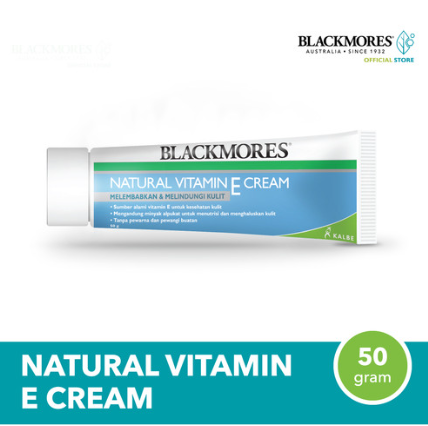 BLACKMORES®
AUSTRALIA • SINCE 1932
OFFICIAL STORE
BLACKMORES
BLACKMORES®
NATURAL VITAMIN E CREAM
MELEMBABKAN & MELINDUNGI KULIT
• Sumber alami vitamin E untuk kesehatan kulit
• Mengandung minyak alpukat untuk menutrisi dan menghaluskan kulit
• Tanpa pewarna dan pewangi buatan
50 g
KALBE
NATURAL VITAMIN
E CREAM
50
gram